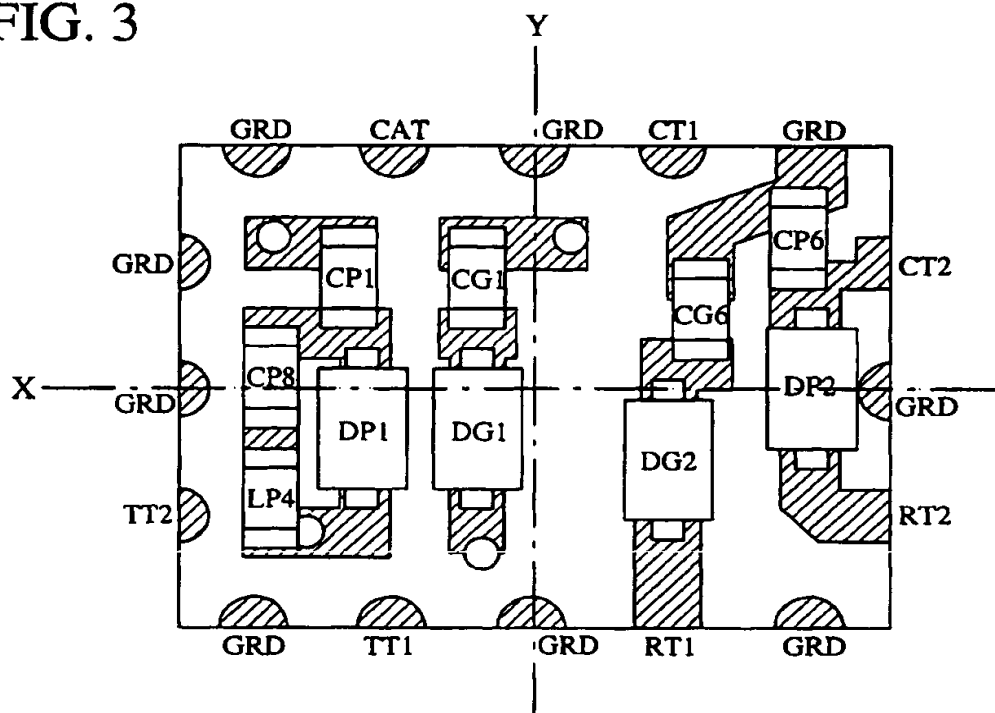 FIG. 3
Y
GRD CAT GRD CT1 GRD
GRD CP1 CG1 CP6 CT2
CG6
X GRD CP8 DP1 DG1 DP2 GRD
DG2
TT2 LP4 RT2
GRD TT1 GRD RT1 GRD